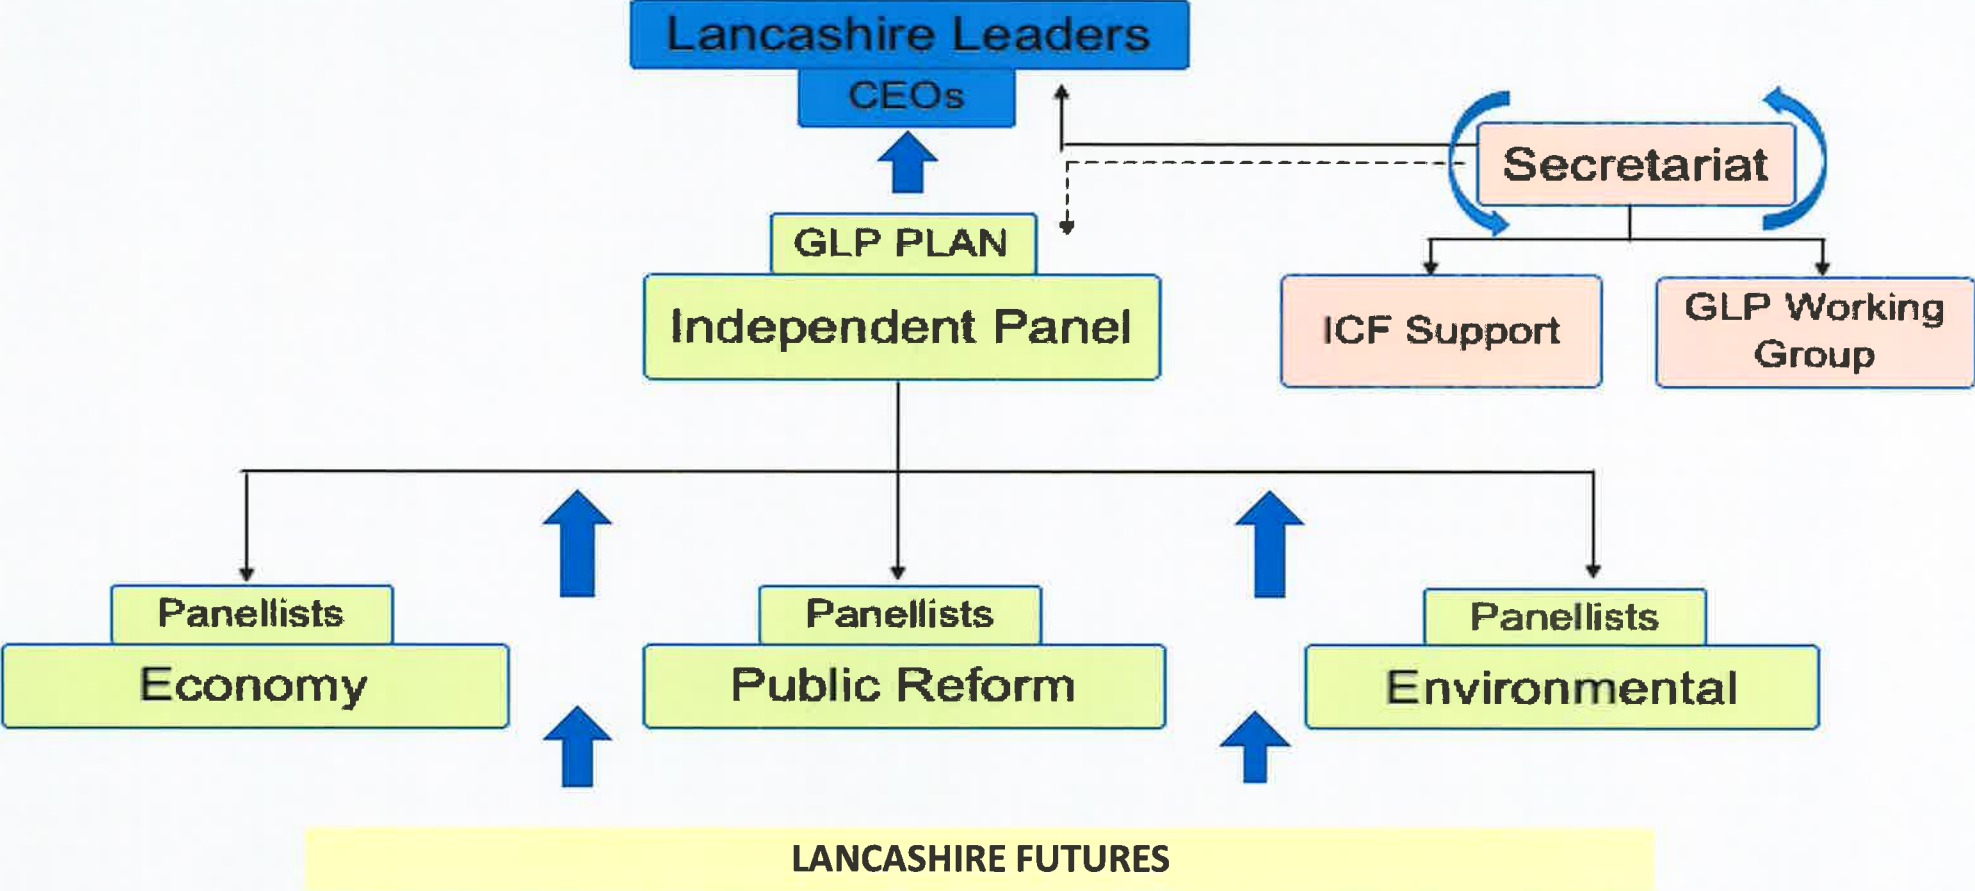 Lancashire Leaders
CEOs
Secretariat
GLP PLAN
Independent Panel
ICF Support
GLP Working
Group
Panellists
Economy
Panellists
Public Reform
Panellists
Environmental
LANCASHIRE FUTURES